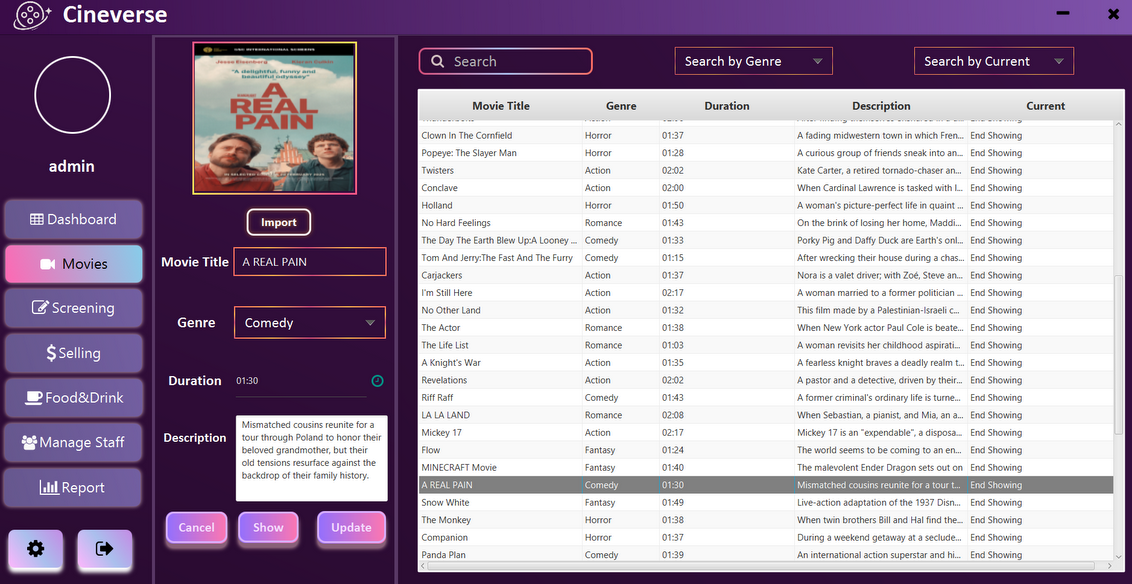 Cineverse
admin
Dashboard
Movies
Screening
Selling
Food&Drink
Manage Staff
Report
Jesse Eisenberg Kieran Culkin
"A delightful, funny and
beautiful odyssey"
A
REAL
PAIN
Import
Movie Title A REAL PAIN
Genre Comedy
Duration 01:30
Description
Mismatched cousins reunite for a
tour through Poland to honor their
beloved grandmother, but their
old tensions resurface against the
backdrop of their family history.
Cancel Show Update
Search Search by Genre Search by Current
Movie Title Genre Duration Description Current
Clown In The Cornfield Horror 01:37 A fading midwestern town in which Fren... End Showing
Popeye: The Slayer Man Horror 01:28 A curious group of friends sneak into an... End Showing
Twisters Action 02:02 Kate Carter, a retired tornado-chaser an... End Showing
Conclave Action 02:00 When Cardinal Lawrence is tasked with l... End Showing
Holland Horror 01:50 A woman's picture-perfect life in quaint ... End Showing
No Hard Feelings Romance 01:43 On the brink of losing her home, Maddi... End Showing
The Day The Earth Blew Up:A Looney ... Comedy 01:33 Porky Pig and Daffy Duck are Earth's onl... End Showing
Tom And Jerry:The Fast And The Furry Comedy 01:15 After wrecking their house during a chas... End Showing
Carjackers Action 01:37 Nora is a valet driver; with Zoé, Steve an... End Showing
I'm Still Here Action 02:17 A woman married to a former politician ... End Showing
No Other Land Action 01:32 This film made by a Palestinian-Israeli c... End Showing
The Actor Romance 01:38 When New York actor Paul Cole is beate... End Showing
The Life List Romance 01:03 A woman revisits her childhood aspirati... End Showing
A Knight's War Action 01:35 A fearless knight braves a deadly realm t... End Showing
Revelations Action 02:02 A pastor and a detective, driven by their... End Showing
Riff Raff Comedy 01:43 A former criminal's ordinary life is turne... End Showing
LA LA LAND Romance 02:08 When Sebastian, a pianist, and Mia, an a... End Showing
Mickey 17 Action 02:17 Mickey 17 is an "expendable", a disposa... End Showing
Flow Fantasy 01:24 The world seems to be coming to an en... End Showing
MINECRAFT Movie Fantasy 01:40 The malevolent Ender Dragon sets out on End Showing
A REAL PAIN Comedy 01:30 Mismatched cousins reunite for a tour t... End Showing
Snow White Fantasy 01:49 Live-action adaptation of the 1937 Disn... End Showing
The Monkey Horror 01:38 When twin brothers Bill and Hal find the... End Showing
Companion Horror 01:37 During a weekend getaway at a seclude... End Showing
Panda Plan Comedy 01:39 An international action superstar and hi... End Showing